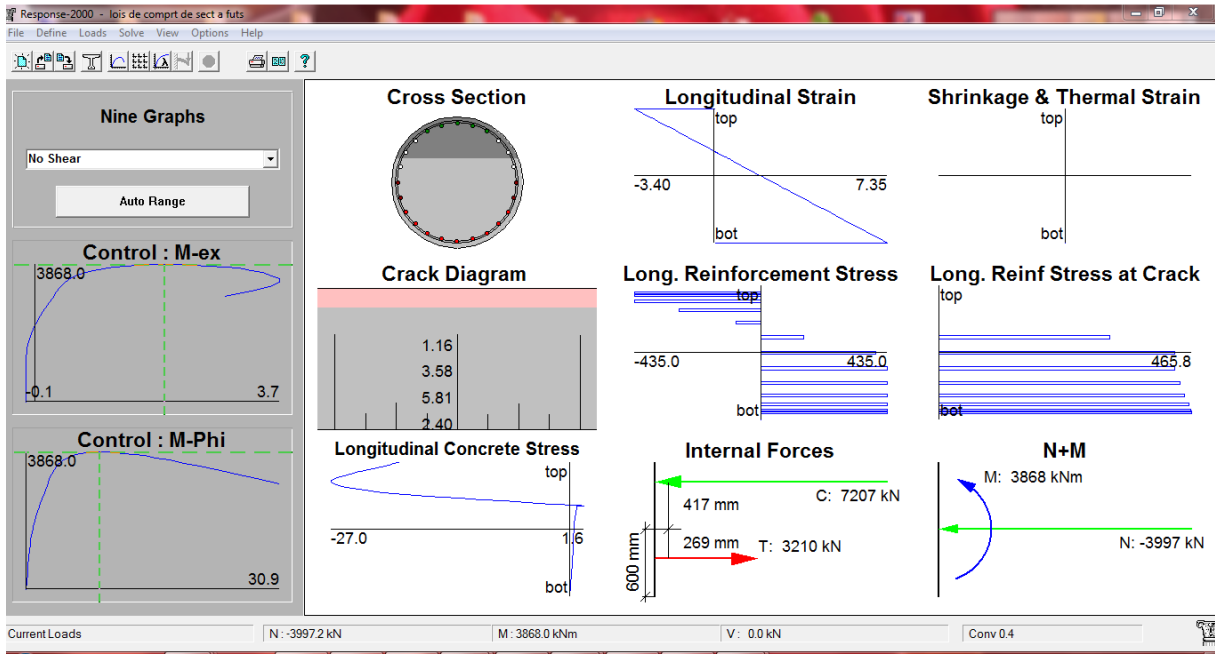 Response-2000 - lois de comprt de sect a futs
File Define Loads Solve View Options Help
Nine Graphs
No Shear
Auto Range
Control : M-ex
3868.0
-0.1
3.7
Control : M-Phi
3868.0
30.9
Cross Section
Longitudinal Strain
top
-3.40
7.35
bot
Shrinkage & Thermal Strain
top
bot
Crack Diagram
1.16
3.58
5.81
2.40
Long. Reinforcement Stress
top
-435.0
435.0
bot
Long. Reinf Stress at Crack
top
465.8
bot
Longitudinal Concrete Stress
top
-27.0
1.6
bot
Internal Forces
C: 7207 kN
417 mm
269 mm
T: 3210 kN
600 mm
N+M
M: 3868 kNm
N: -3997 kN
Current Loads
N : -3997.2 kN
M : 3868.0 kNm
V : 0.0 kN
Conv 0.4